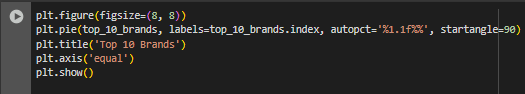 plt.figure(figsize=(8, 8))
plt.pie(top_10_brands, labels=top_10_brands.index, autopct='%1.1f%%', startangle=90)
plt.title('Top 10 Brands')
plt.axis('equal')
plt.show()